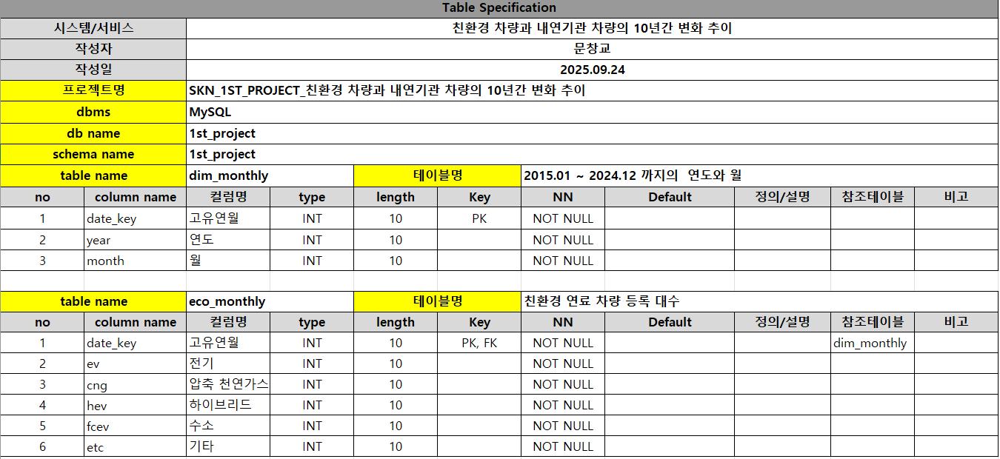 Table Specification
시스템/서비스 친환경 차량과 내연기관 차량의 10년간 변화 추이
작성자 문창교
작성일 2025.09.24
프로젝트명 SKN_1ST_PROJECT_친환경 차량과 내연기관 차량의 10년간 변화 추이
dbms MySQL
db name 1st_project
schema name 1st_project
table name dim_monthly 테이블명 2015.01 ~ 2024.12 까지의 연도와 월
no column name 컬럼명 type length Key NN Default 정의/설명 참조테이블 비고
1 date_key 고유연월 INT 10 PK NOT NULL
2 year 연도 INT 10 NOT NULL
3 month 월 INT 10 NOT NULL
table name eco_monthly 테이블명 친환경 연료 차량 등록 대수
no column name 컬럼명 type length Key NN Default 정의/설명 참조테이블 비고
1 date_key 고유연월 INT 10 PK, FK NOT NULL dim_monthly
2 ev 전기 INT 10 NOT NULL
3 cng 압축 천연가스 INT 10 NOT NULL
4 hev 하이브리드 INT 10 NOT NULL
5 fcev 수소 INT 10 NOT NULL
6 etc 기타 INT 10 NOT NULL